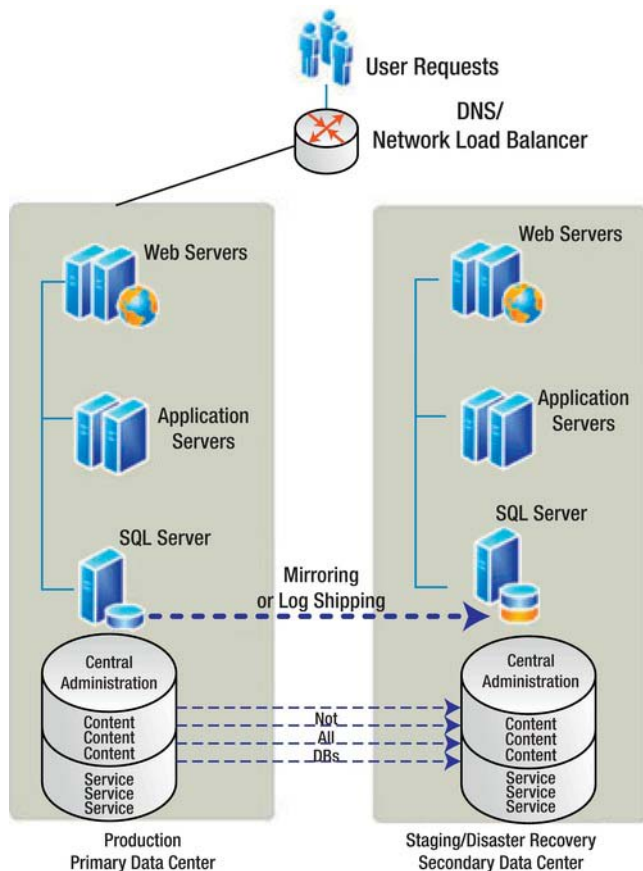 User Requests
DNS/
Network Load Balancer
Web Servers
Application
Servers
SQL Server
Web Servers
Application
Servers
SQL Server
Mirroring
or Log Shipping
Central
Administration
Content
Content
Content
Service
Service
Service
Not
All
DBs
Central
Administration
Content
Content
Content
Service
Service
Service
Production
Primary Data Center
Staging/Disaster Recovery
Secondary Data Center